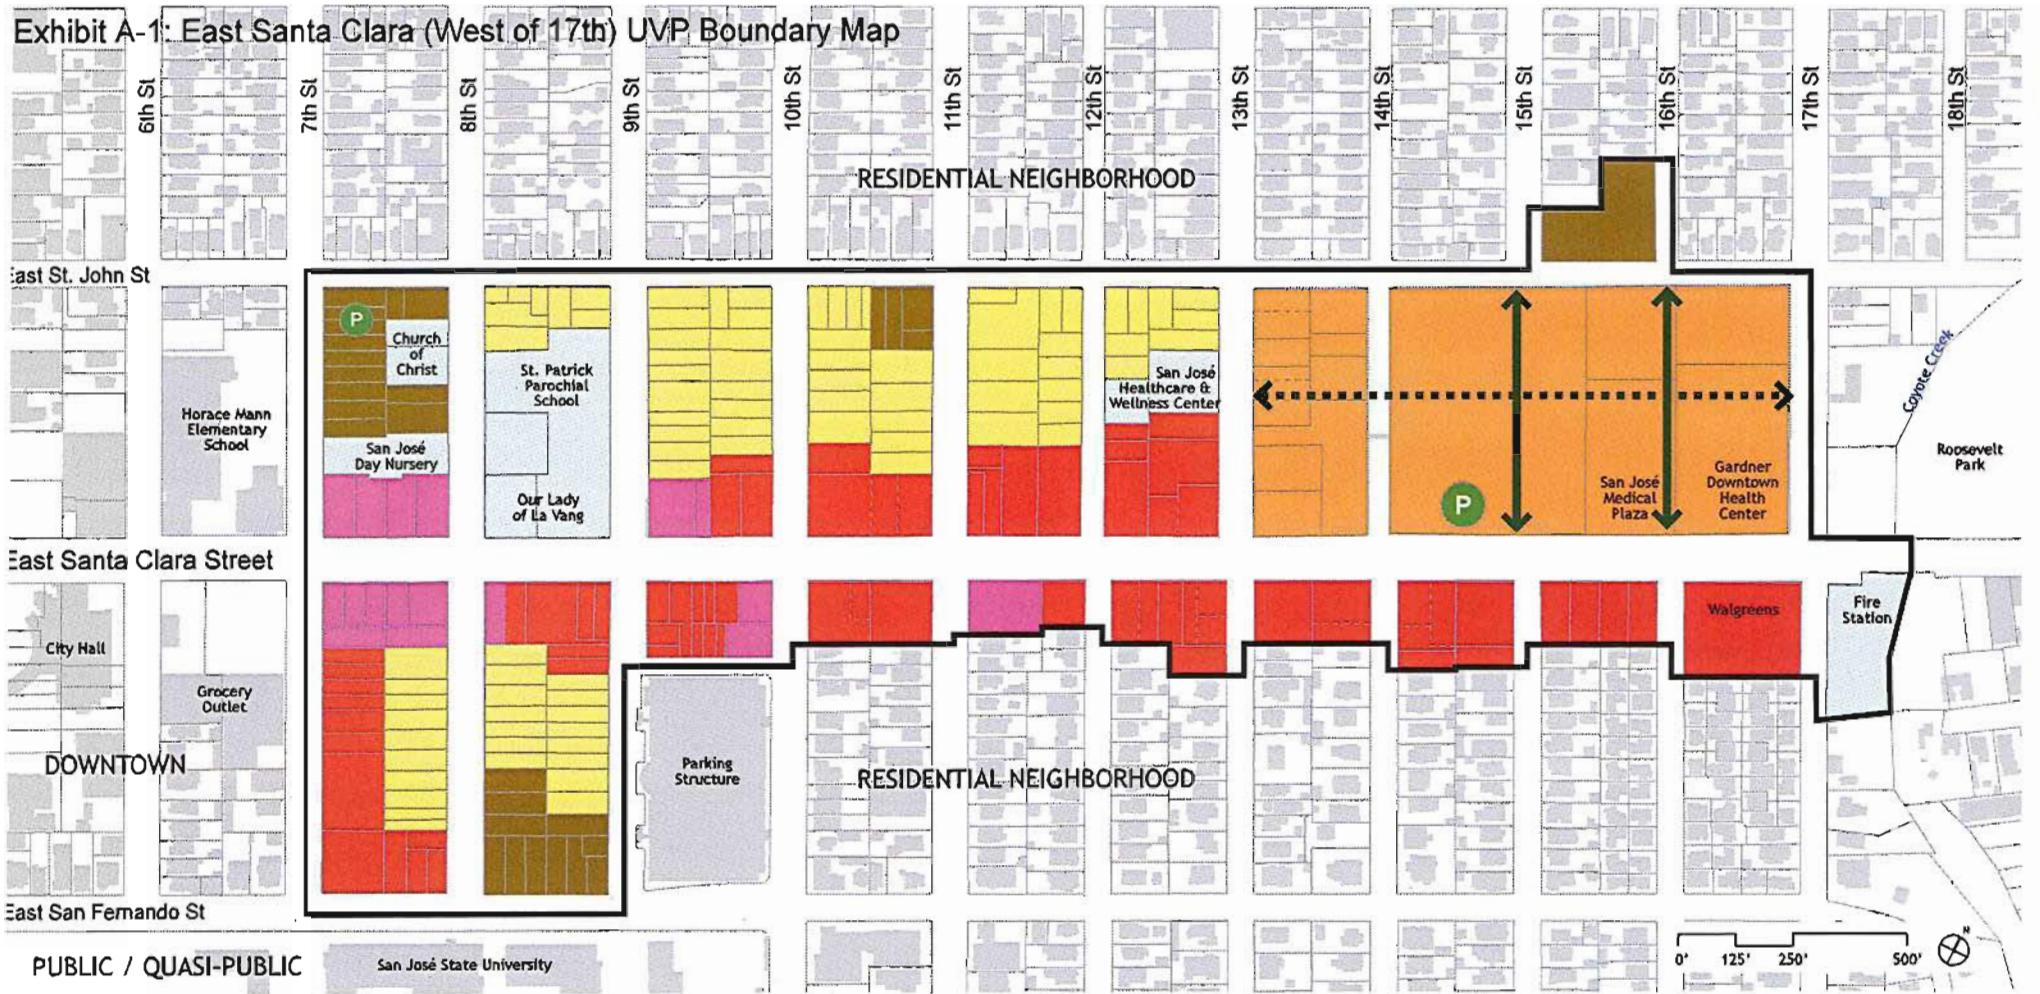 Exhibit A-1: East Santa Clara (West of 17th) UVP Boundary Map
6th St
7th St
8th St
9th St
10th St
11th St
12th St
13th St
14th St
15th St
16th St
17th St
18th St
RESIDENTIAL NEIGHBORHOOD
East St. John St
P
Church
of
Christ
St. Patrick
Parochial
School
San José
Healthcare &
Wellness Center
Coyote Creek
Horace Mann
Elementary
School
San José
Day Nursery
Our Lady
of La Vang
P
San José
Medical
Plaza
Gardner
Downtown
Health
Center
Roosevelt
Park
East Santa Clara Street
City Hall
Walgreens
Fire
Station
Grocery
Outlet
DOWNTOWN
Parking
Structure
RESIDENTIAL NEIGHBORHOOD
East San Fernando St
PUBLIC / QUASI-PUBLIC
San José State University
N
0'
125'
250'
500'